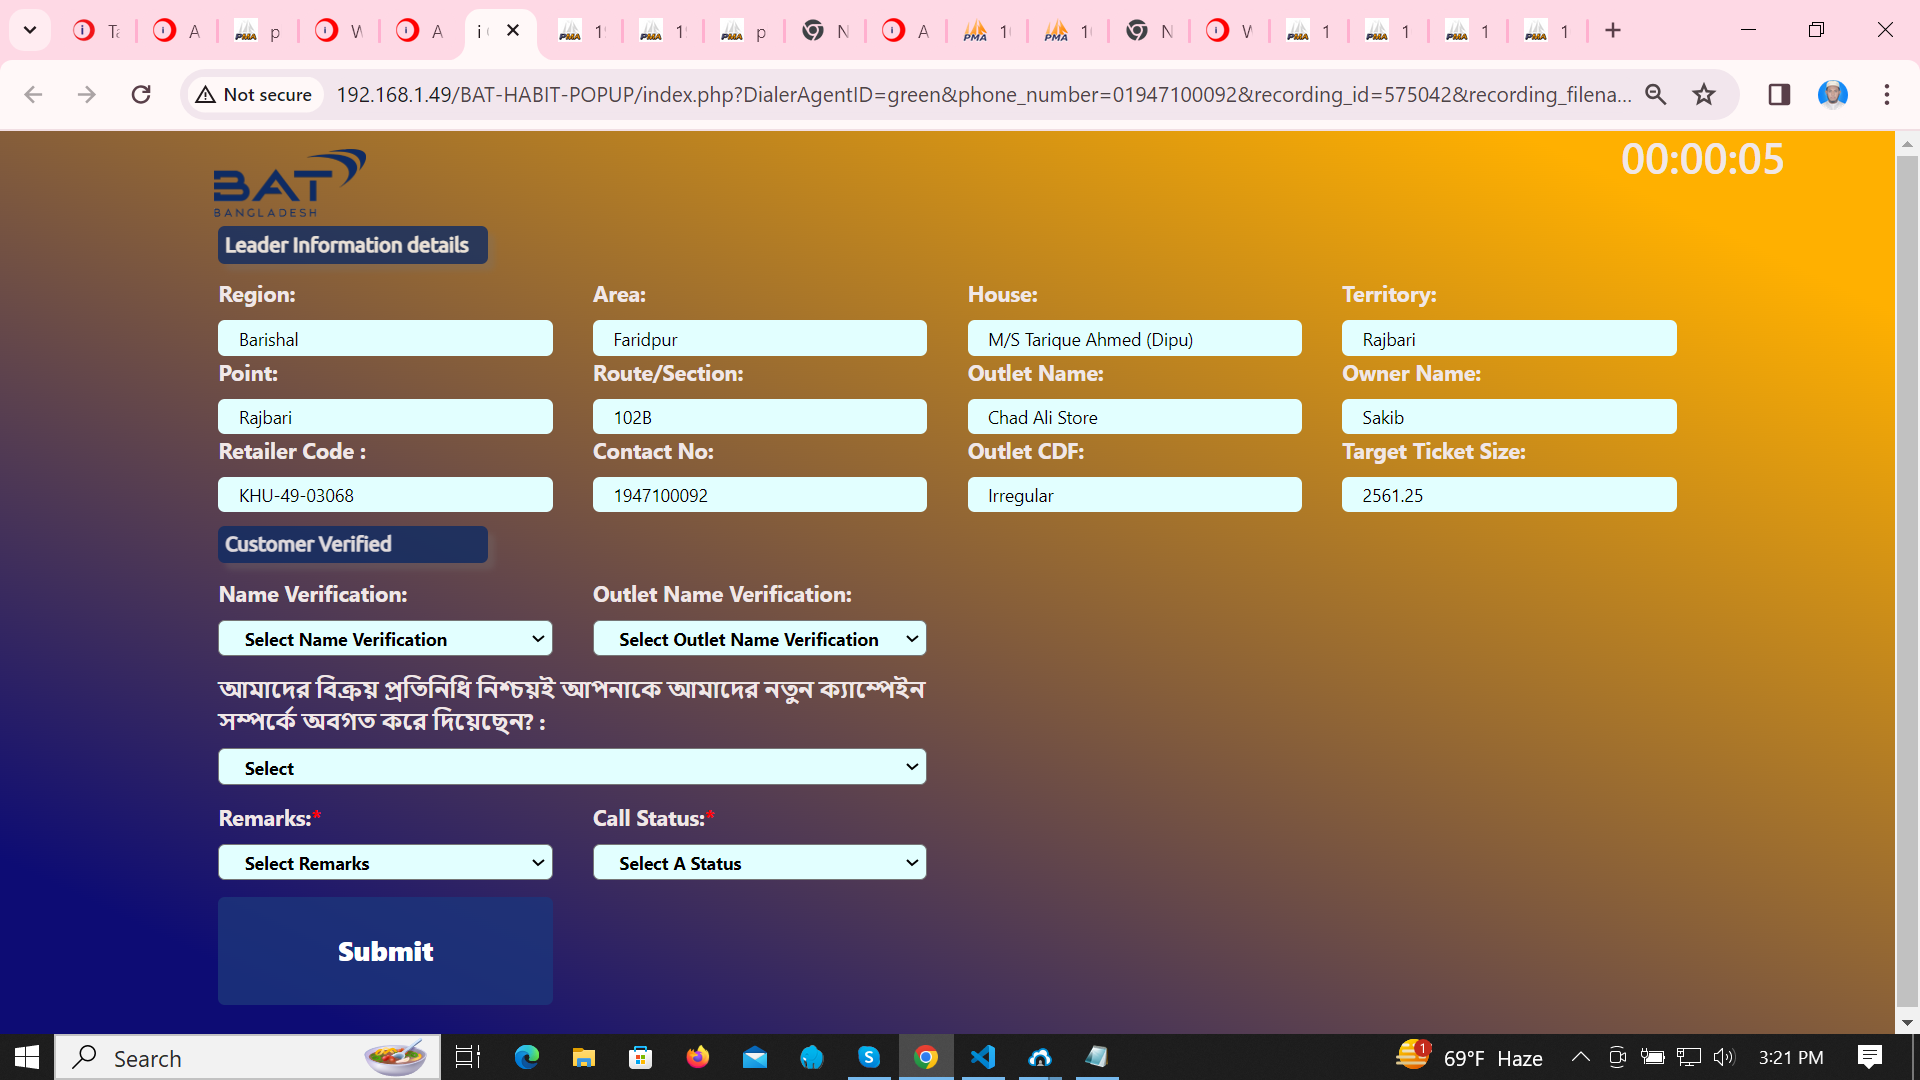 Ta
A
p
W
A
i
19
19
p
N
A
10
10
N
W
1
1
1
1
Not secure
192.168.1.49/BAT-HABIT-POPUP/index.php?DialerAgentID=green&phone_number=01947100092&recording_id=575042&recording_filena...
BAT
BANGLADESH
00:00:05
Leader Information details
Region: Area: House: Territory:
Barishal Faridpur M/S Tarique Ahmed (Dipu) Rajbari
Point: Route/Section: Outlet Name: Owner Name:
Rajbari 102B Chad Ali Store Sakib
Retailer Code : Contact No: Outlet CDF: Target Ticket Size:
KHU-49-03068 1947100092 Irregular 2561.25
Customer Verified
Name Verification: Outlet Name Verification:
Select Name Verification Select Outlet Name Verification
আমাদের বিক্রয় প্রতিনিধি নিশ্চয়ই আপনাকে আমাদের নতুন ক্যাম্পেইন
সম্পর্কে অবগত করে দিয়েছেন? :
Select
Remarks:* Call Status:*
Select Remarks Select A Status
Submit
Search
1
69°F Haze
3:21 PM